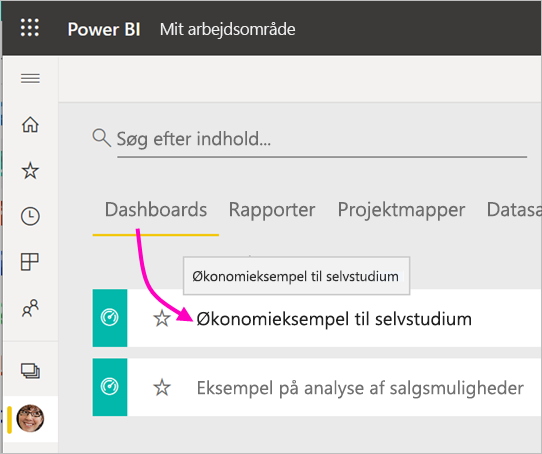 Power BI Mit arbejdsområde
Søg efter indhold...
Dashboards Rapporter Projektmapper Datasa
Økonomieksempel til selvstudium
Økonomieksempel til selvstudium
Eksempel på analyse af salgsmuligheder